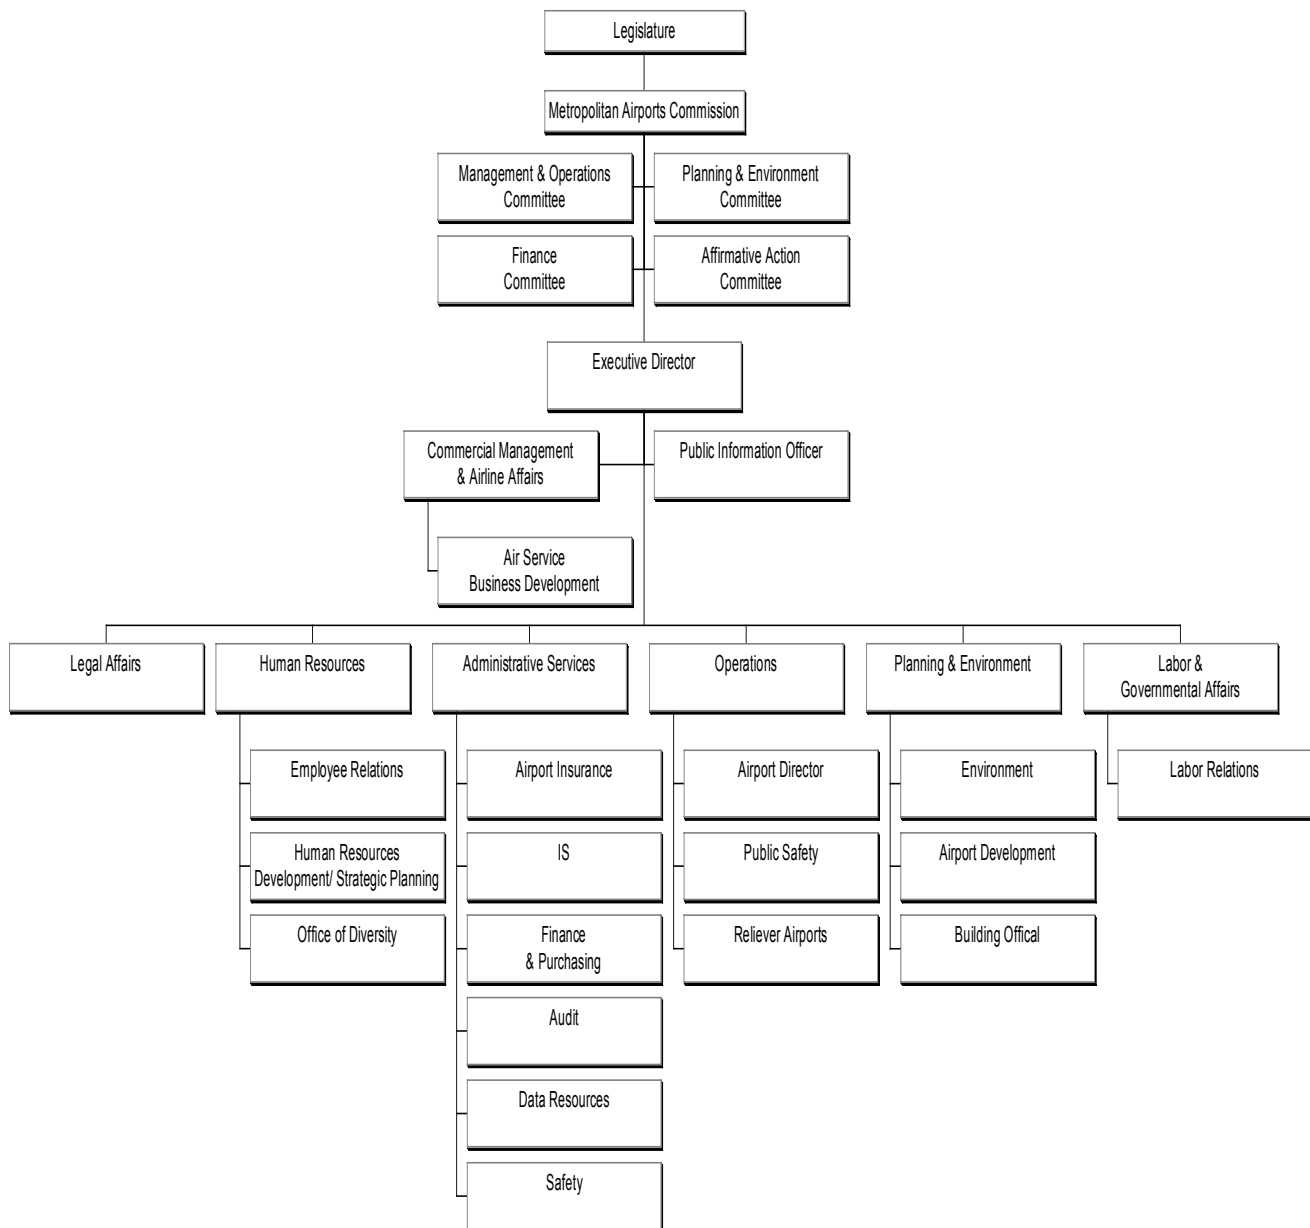 Legislature
Metropolitan Airports Commission
Management & Operations
Committee
Planning & Environment
Committee
Finance
Committee
Affirmative Action
Committee
Executive Director
Commercial Management
& Airline Affairs
Public Information Officer
Air Service
Business Development
Legal Affairs
Human Resources
Administrative Services
Operations
Planning & Environment
Labor &
Governmental Affairs
Employee Relations
Human Resources
Development/ Strategic Planning
Office of Diversity
Airport Insurance
IS
Finance
& Purchasing
Audit
Data Resources
Safety
Airport Director
Public Safety
Reliever Airports
Environment
Airport Development
Building Offical
Labor Relations